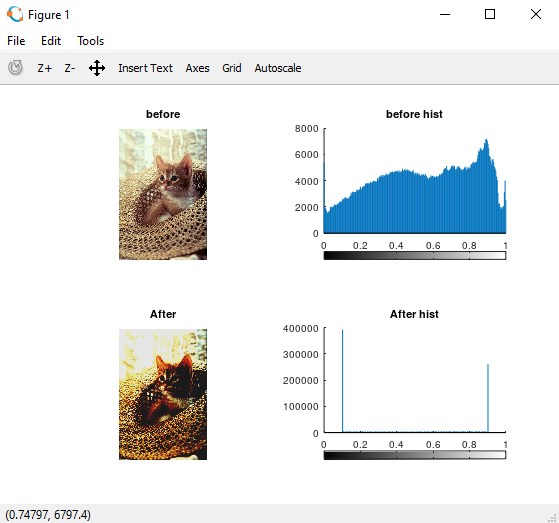 Figure 1
File Edit Tools
Z+ Z- Insert Text Axes Grid Autoscale
before
before hist
8000
6000
4000
2000
0
0 0.2 0.4 0.6 0.8 1
After
After hist
400000
300000
200000
100000
0
0 0.2 0.4 0.6 0.8 1
(0.74797, 6797.4)